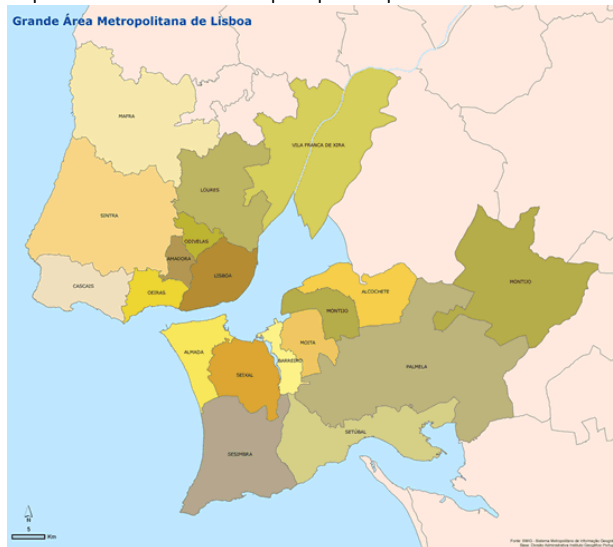 Grande Área Metropolitana de Lisboa
MAFRA
VILA FRANCA DE XIRA
LOURES
SINTRA
ODIVELAS
AMADORA
LISBOA
CASCAIS
OEIRAS
ALCOCHETE
MONTIJO
MONTIJO
MOITA
ALMADA
BARREIRO
SEIXAL
PALMELA
SETÚBAL
SESIMBRA
N
5
Km